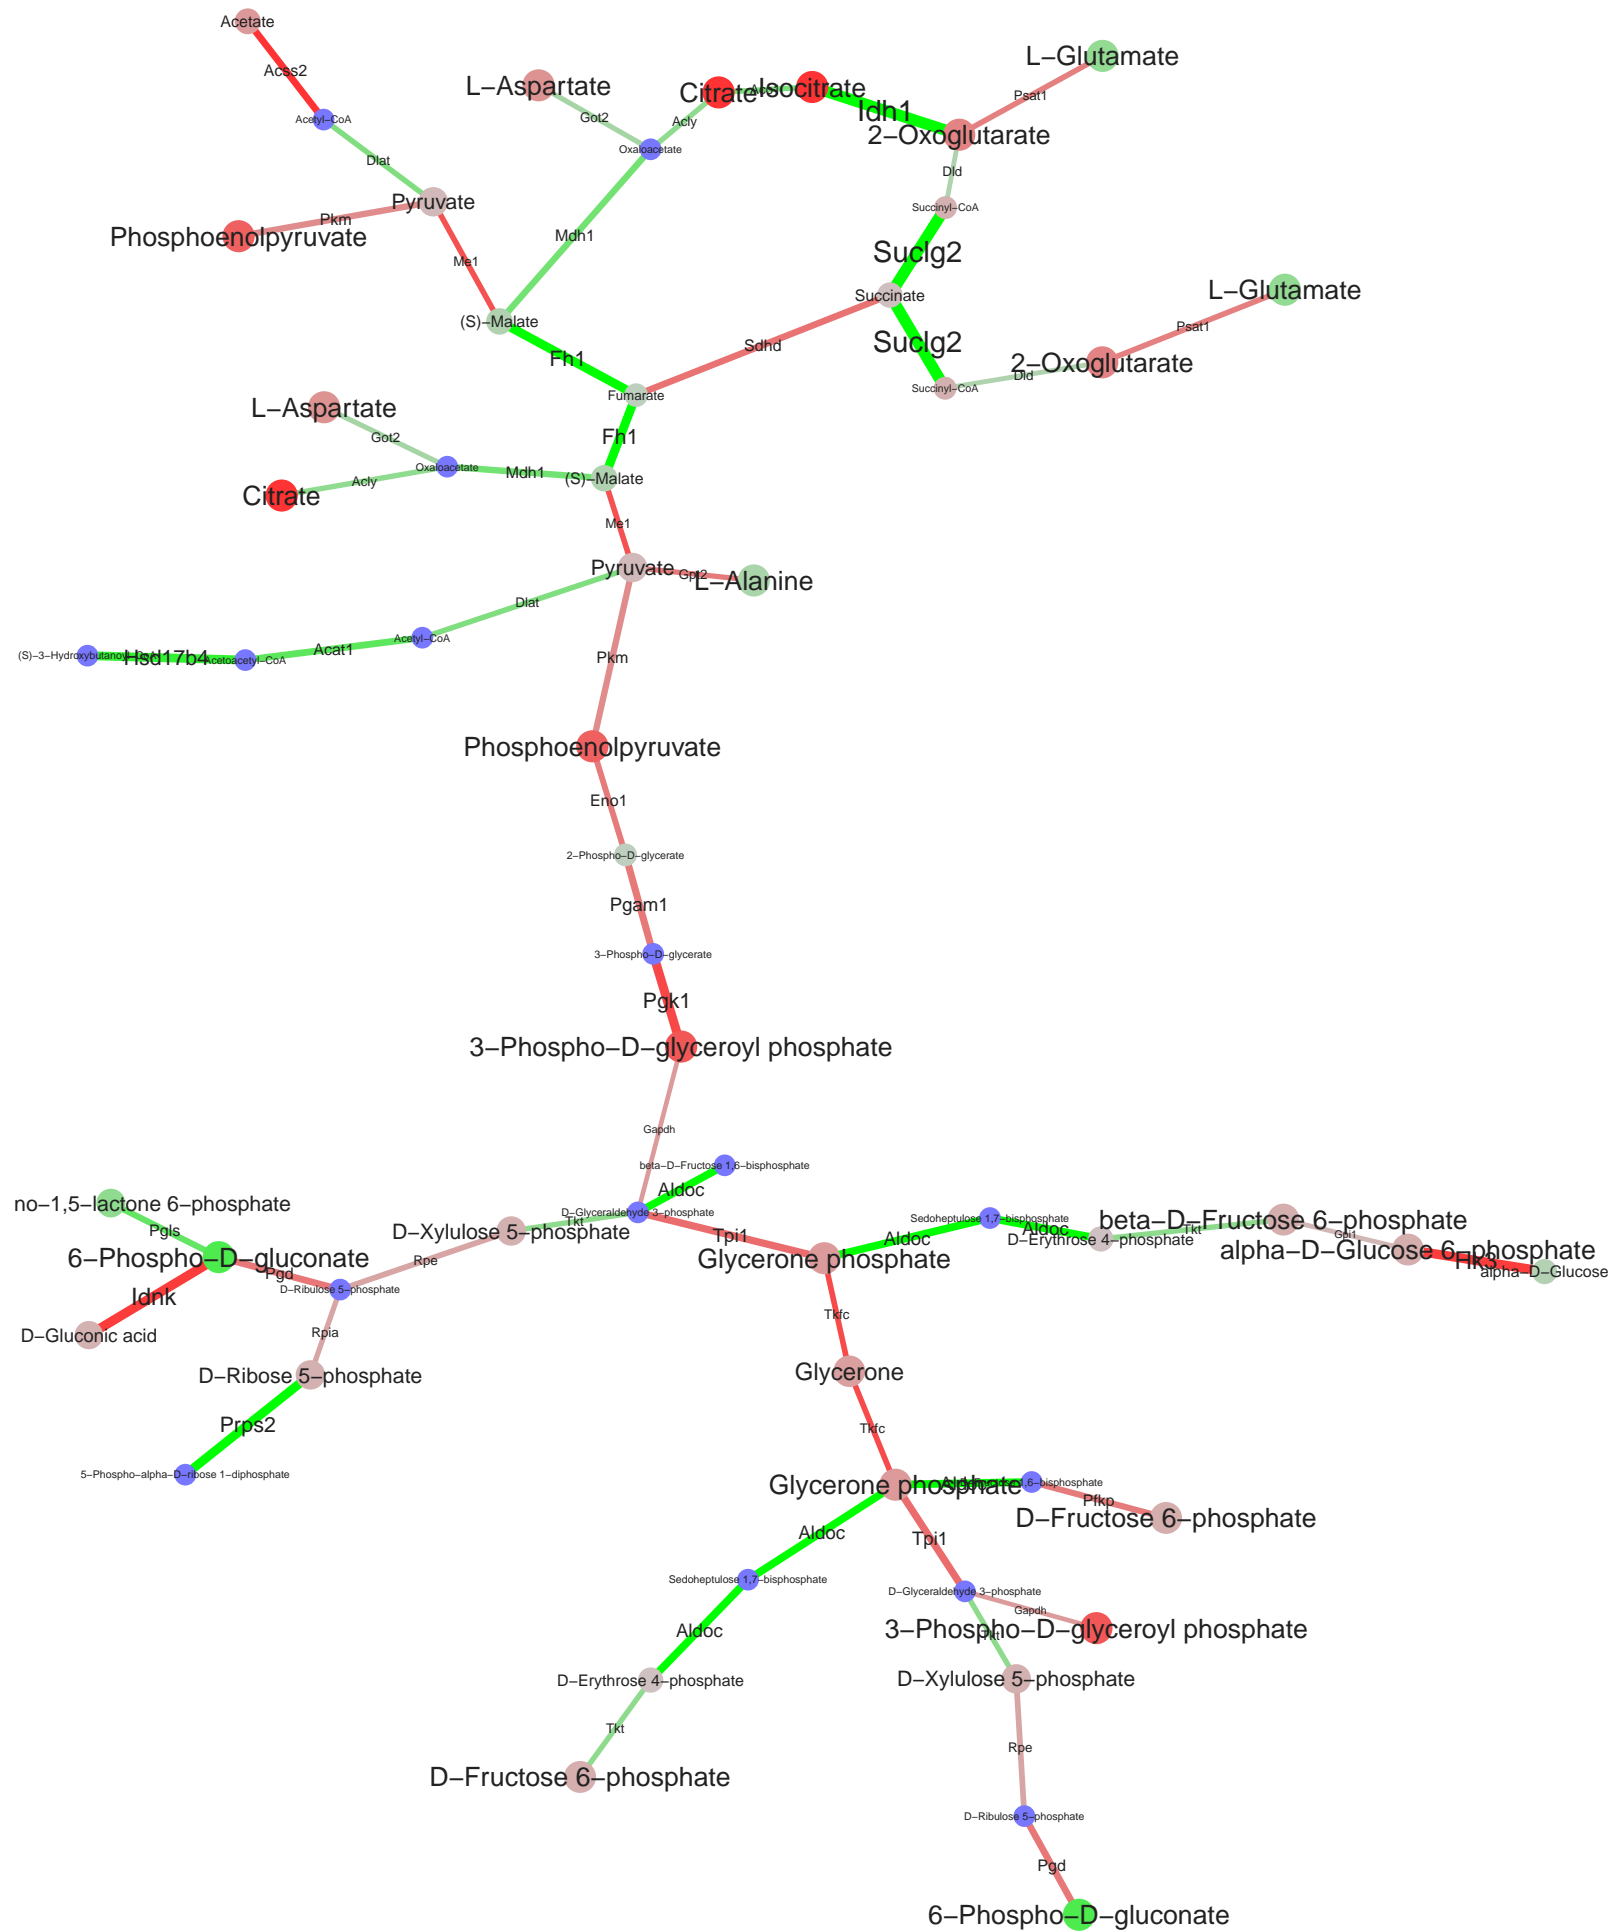 Acetate
Acss2
Acetyl-CoA
Dlat
Pyruvate
Pkm
Phosphoenolpyruvate
Me1
(S)-Malate
L-Aspartate
Got2
Oxaloacetate
Acly
Citrate
Isocitrate
Idh1
2-Oxoglutarate
Psat1
L-Glutamate
Dld
Succinyl-CoA
Suclg2
Succinate
Suclg2
Succinyl-CoA
Dld
2-Oxoglutarate
Psat1
L-Glutamate
Mdh1
Sdhd
Fh1
Fumarate
Fh1
(S)-Malate
Mdh1
Oxaloacetate
Got2
L-Aspartate
Acly
Citrate
Me1
Pyruvate
Gpt2
L-Alanine
Dlat
Acetyl-CoA
Acat1
Acetoacetyl-CoA
Hsd17b4
(S)-3-Hydroxybutanoyl-CoA
Pkm
Phosphoenolpyruvate
Eno1
2-Phospho-D-glycerate
Pgam1
3-Phospho-D-glycerate
Pgk1
3-Phospho-D-glyceroyl phosphate
Gapdh
beta-D-Fructose 1,6-bisphosphate
Aldoc
D-Glyceraldehyde 3-phosphate
Tkt
D-Xylulose 5-phosphate
Rpe
D-Ribulose 5-phosphate
Pgd
6-Phospho-D-gluconate
Pgls
no-1,5-lactone 6-phosphate
Idnk
D-Gluconic acid
Rpia
D-Ribose 5-phosphate
Prps2
5-Phospho-alpha-D-ribose 1-diphosphate
Tpi1
Glycerone phosphate
Aldoc
Sedoheptulose 1,7-bisphosphate
Aldoc
D-Erythrose 4-phosphate
Tkt
beta-D-Fructose 6-phosphate
Gpi1
alpha-D-Glucose 6-phosphate
Hk3
alpha-D-Glucose
Tkfc
Glycerone
Tkfc
Glycerone phosphate
Aldoc
1,6-bisphosphate
Pfkp
D-Fructose 6-phosphate
Aldoc
Sedoheptulose 1,7-bisphosphate
Aldoc
D-Erythrose 4-phosphate
Tkt
D-Fructose 6-phosphate
Tpi1
D-Glyceraldehyde 3-phosphate
Gapdh
3-Phospho-D-glyceroyl phosphate
Tkt
D-Xylulose 5-phosphate
Rpe
D-Ribulose 5-phosphate
Pgd
6-Phospho-D-gluconate